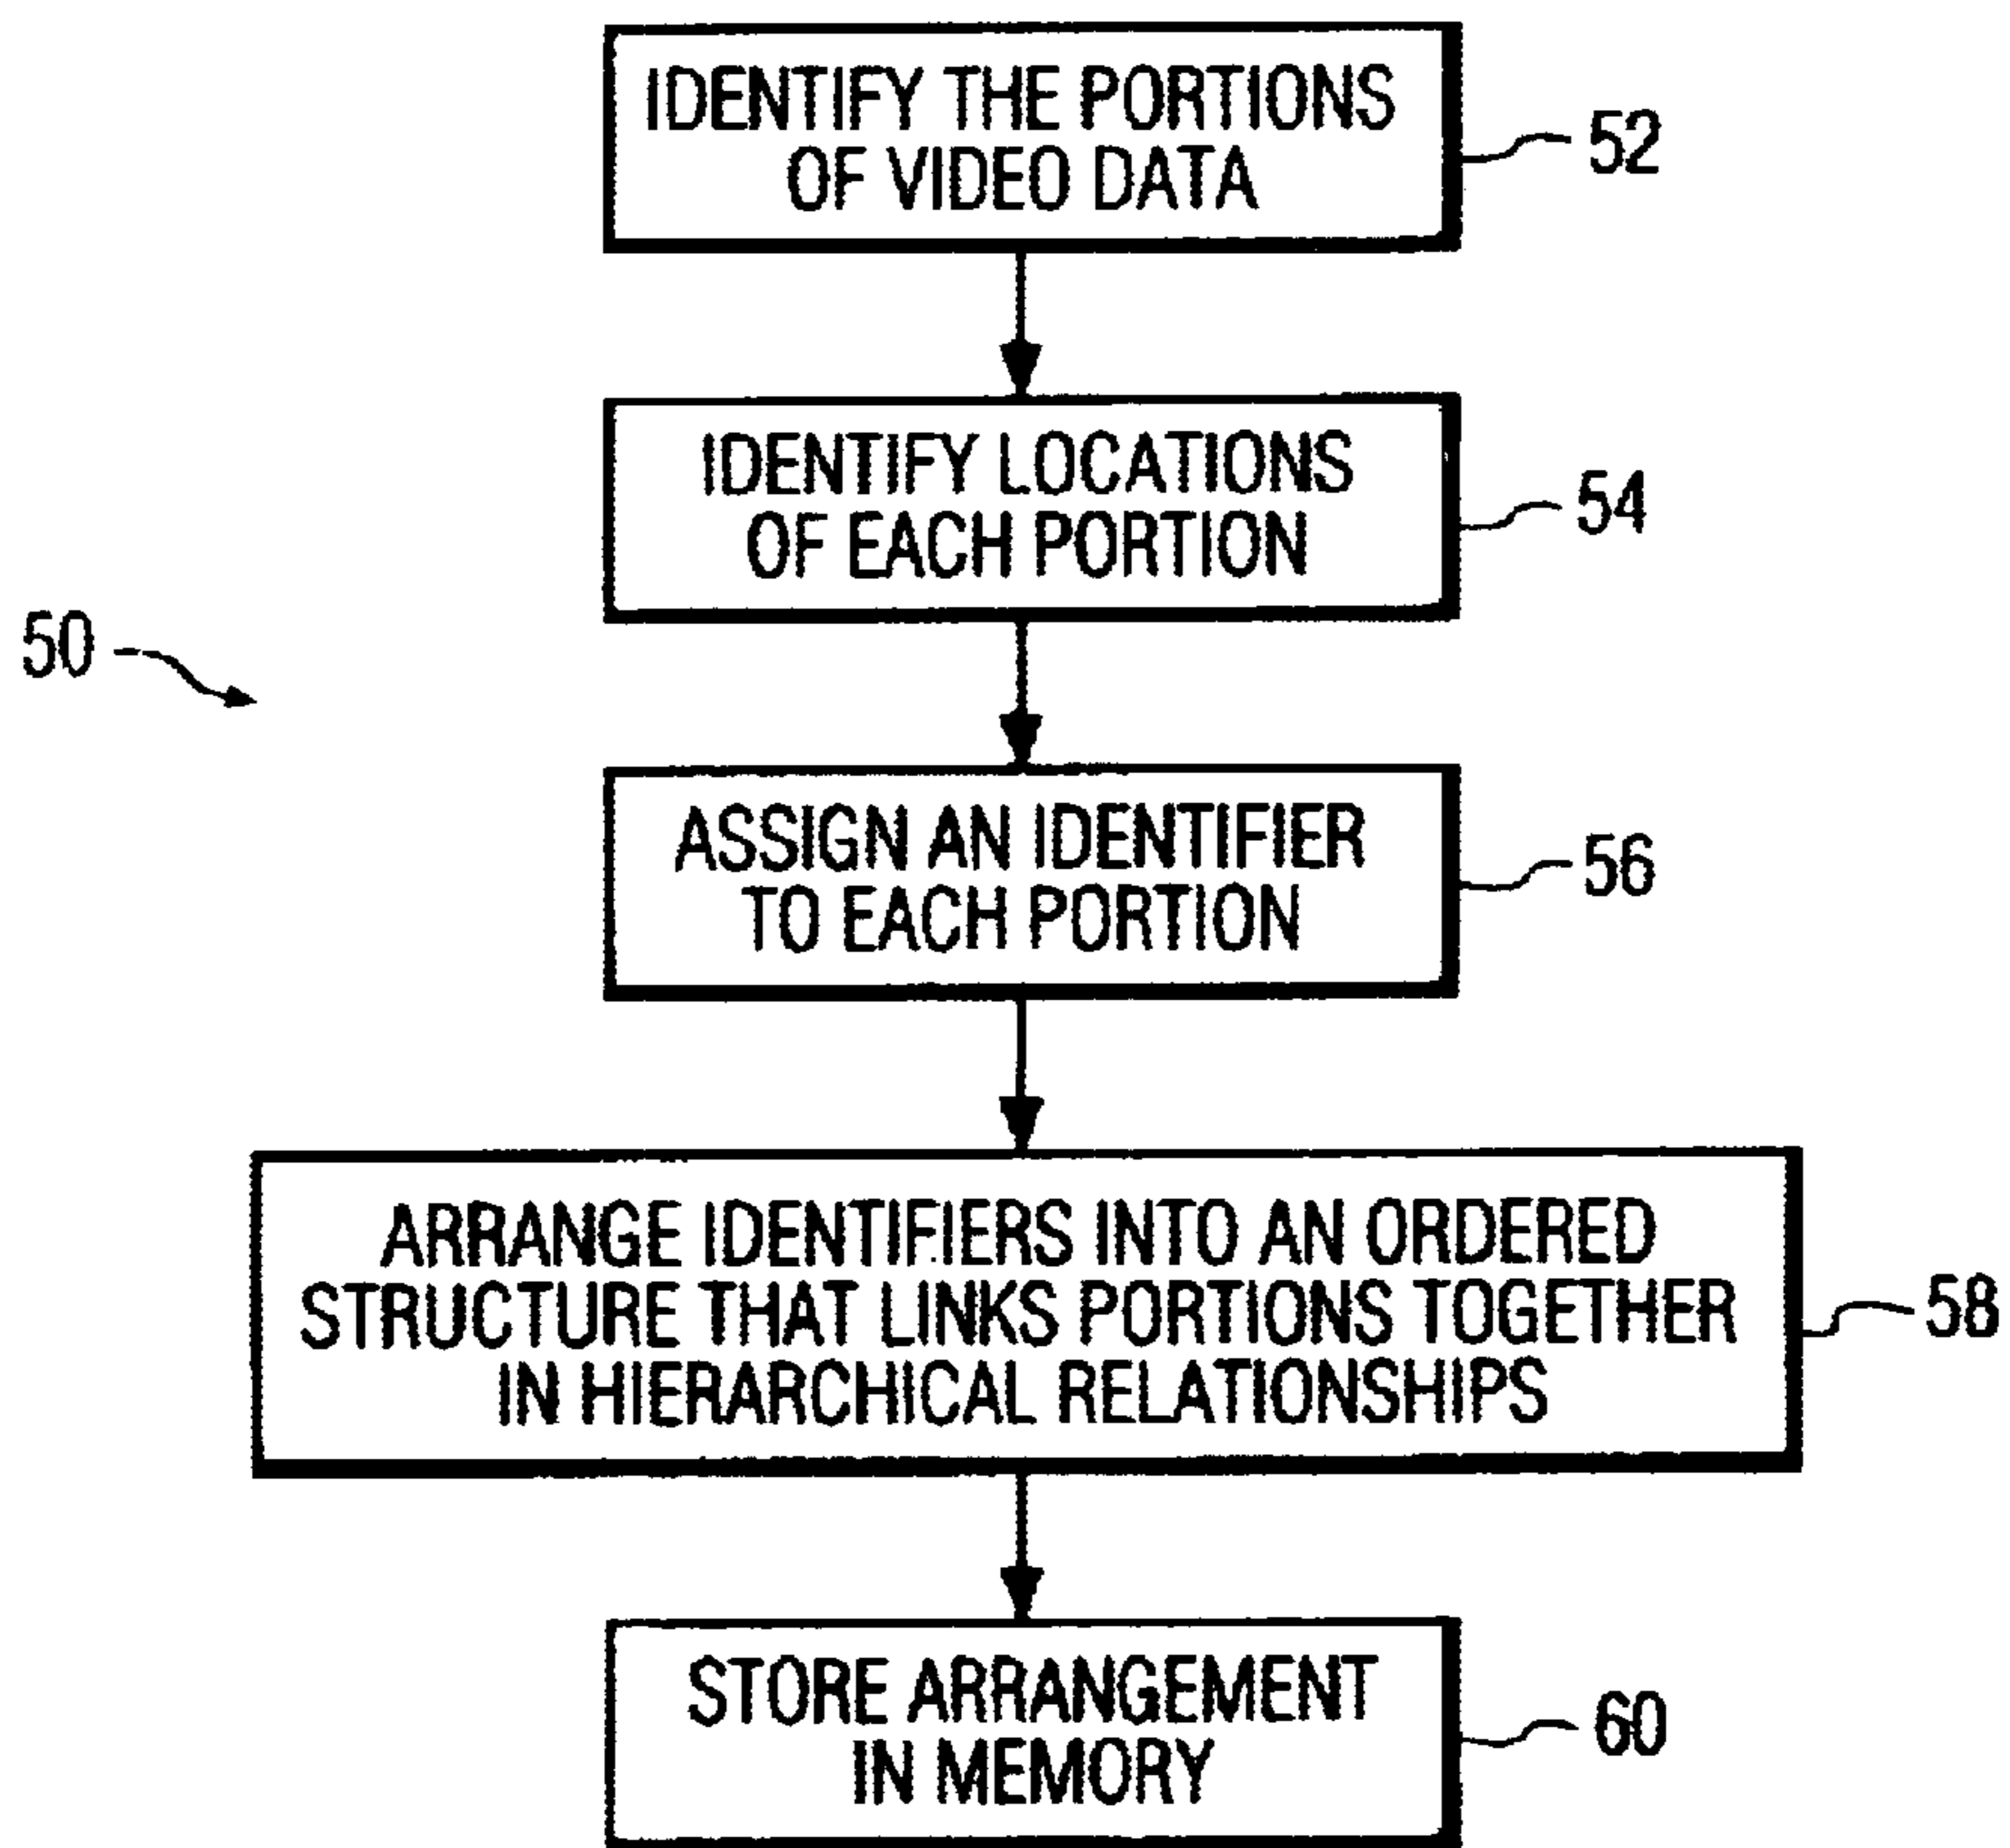 IDENTIFY THE PORTIONS
OF VIDEO DATA
52
IDENTIFY LOCATIONS
OF EACH PORTION
54
50
ASSIGN AN IDENTIFIER
TO EACH PORTION
56
ARRANGE IDENTIFIERS INTO AN ORDERED
STRUCTURE THAT LINKS PORTIONS TOGETHER
IN HIERARCHICAL RELATIONSHIPS
58
STORE ARRANGEMENT
IN MEMORY
60